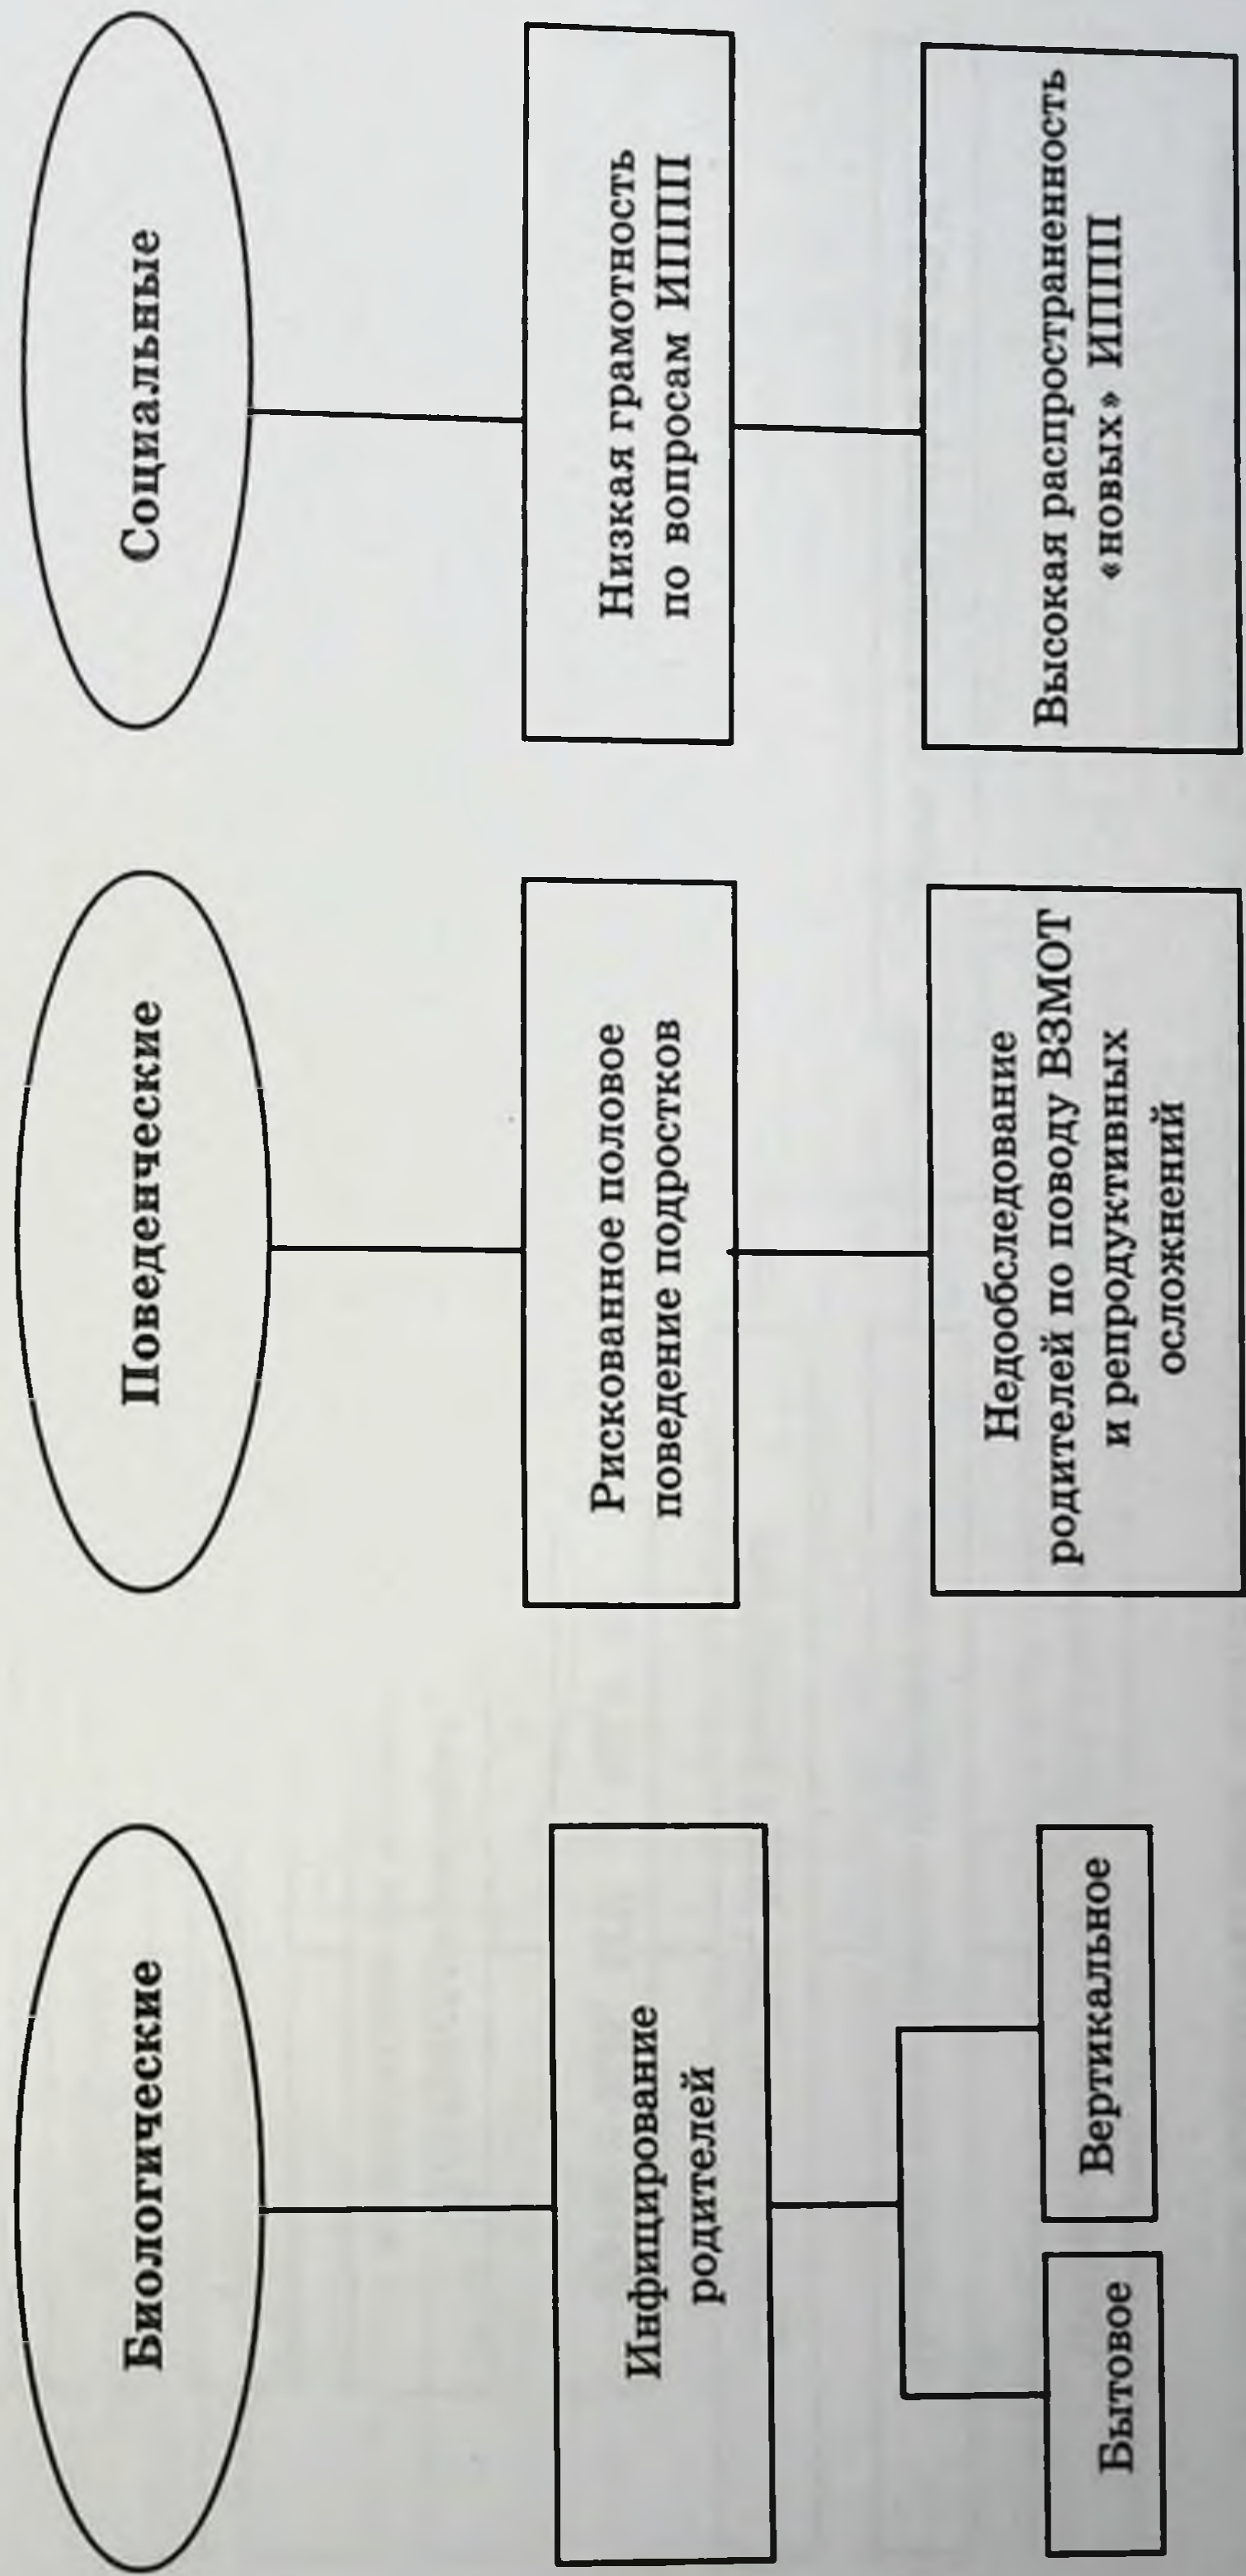 Биологические
Поведенческие
Социальные
Инфицирование
родителей
Рискованное половое
поведение подростков
Низкая грамотность
по вопросам ИППП
Бытовое
Вертикальное
Недообследование
родителей по поводу ВЗМОТ
и репродуктивных
осложнений
Высокая распространенность
«новых» ИППП